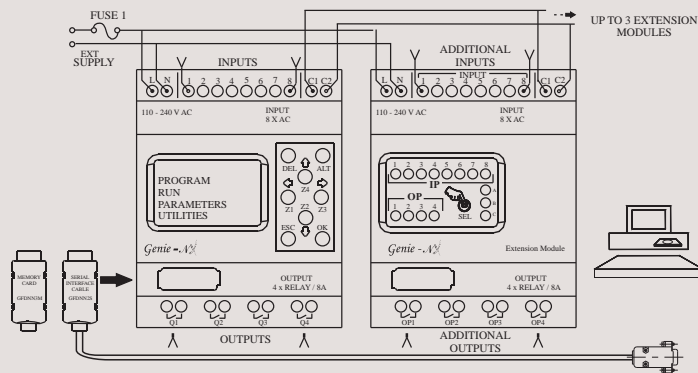 FUSE 1
EXT
SUPPLY
INPUTS
ADDITIONAL
INPUTS
UP TO 3 EXTENSION
MODULES
L N 1 2 3 4 5 6 7 8 C1 C2
110 - 240 V AC
INPUT
8 X AC
L N INPUT 1 2 3 4 5 6 7 8 C1 C2
110 - 240 V AC
INPUT
8 X AC
PROGRAM
RUN
PARAMETERS
UTILITIES
DEL ALT
Z4
Z1 Z2 Z3
ESC OK
Genie - NX
1 2 3 4 5 6 7 8
IP
OP
1 2 3 4
SEL
A
B
C
Genie - NX
Extension Module
MEMORY
CARD
GFDNN3M
SERIAL
INTERFACE
CABLE
GFDNN2S
OUTPUT
4 x RELAY / 8A
OUTPUT
4 x RELAY / 8A
Q1 Q2 Q3 Q4
OP1 OP2 OP3 OP4
OUTPUTS
ADDITIONAL
OUTPUTS